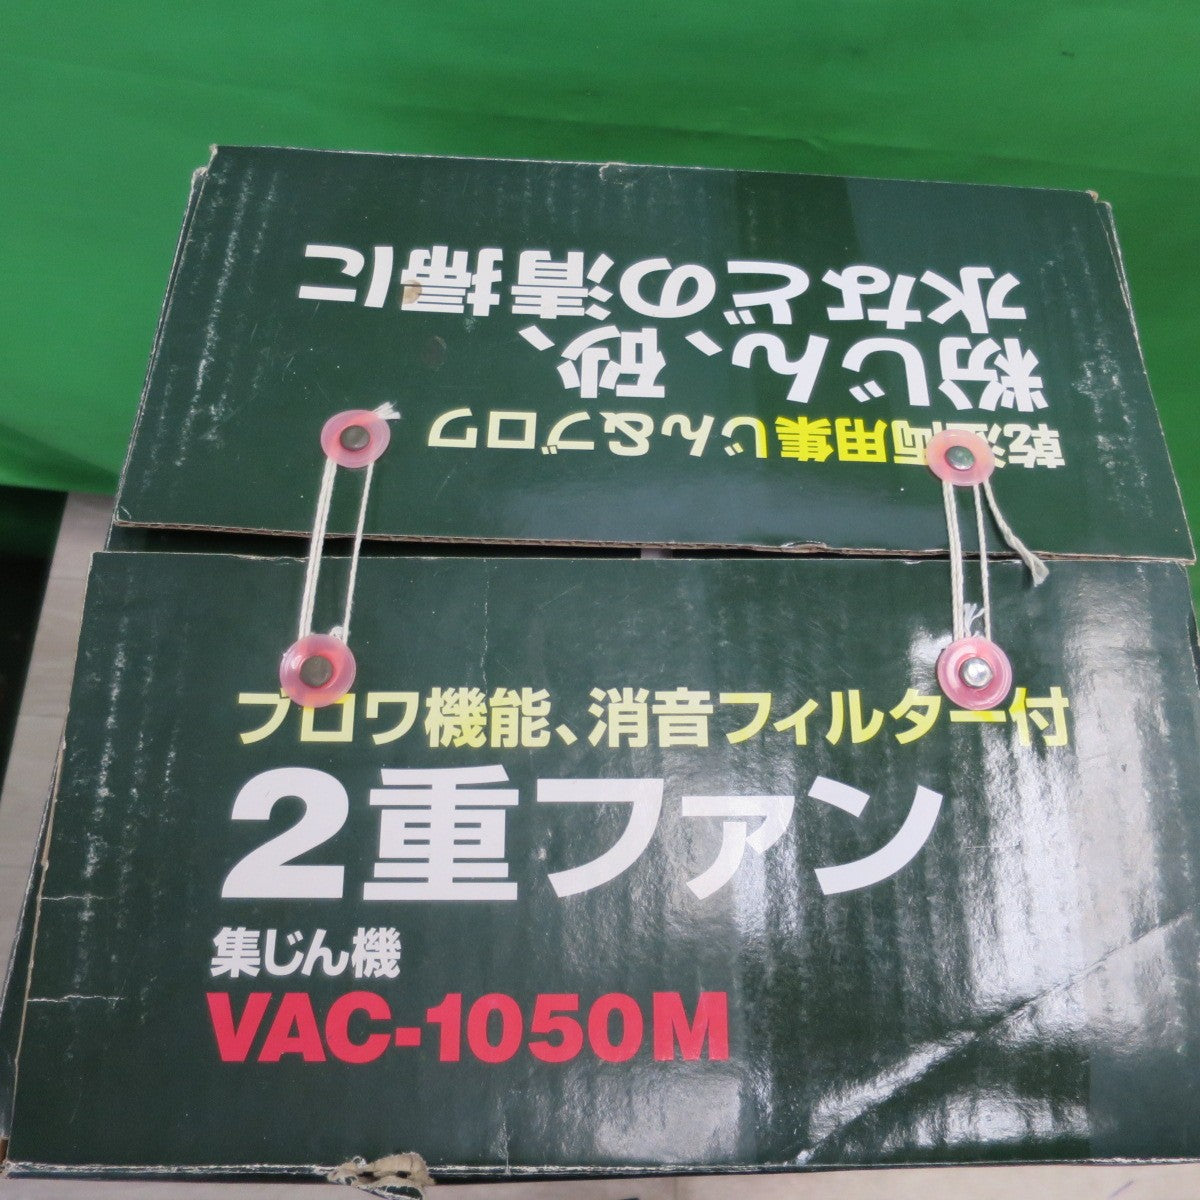 乾湿両用集じん&ブロワ
粉じん、砂、
水などの清掃に
ブロワ機能、消音フィルター付
2重ファン
集じん機
VAC-1050M